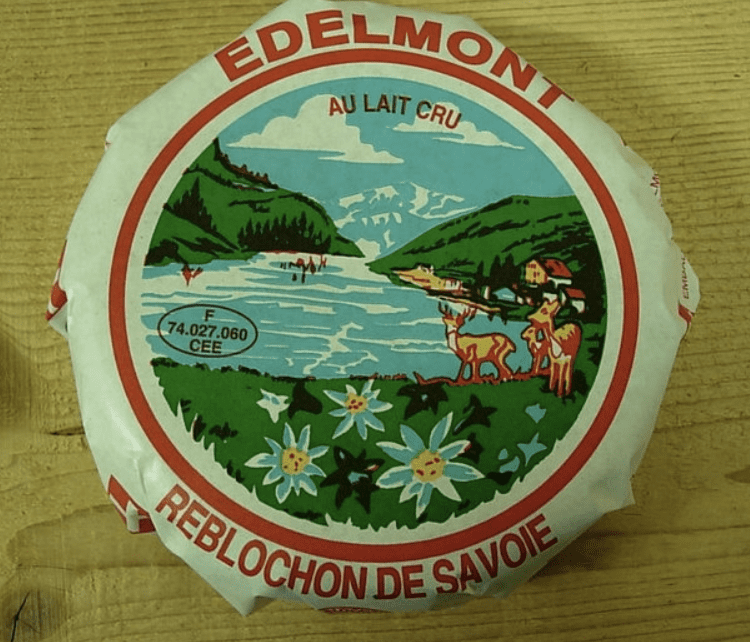 EDELMONT
AU LAIT CRU
F
74.027.060
CEE
REBLOCHON DE SAVOIE